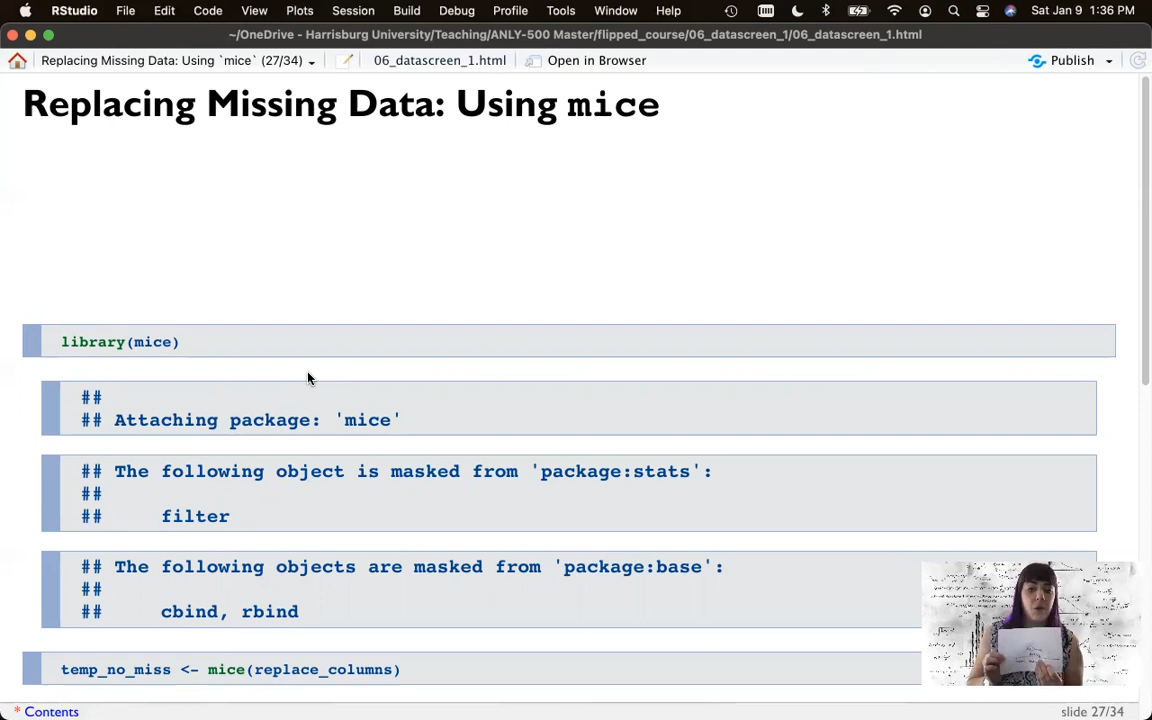 RStudio File Edit Code View Plots Session Build Debug Profile Tools Window Help Sat Jan 9 1:36 PM
~/OneDrive - Harrisburg University/Teaching/ANLY-500 Master/flipped_course/06_datascreen_1/06_datascreen_1.html
Replacing Missing Data: Using `mice` (27/34) 06_datascreen_1.html Open in Browser Publish
Replacing Missing Data: Using mice
library(mice)
##
## Attaching package: 'mice'
## The following object is masked from 'package:stats':
##
## filter
## The following objects are masked from 'package:base':
##
## cbind, rbind
temp_no_miss <- mice(replace_columns)
* Contents slide 27/34